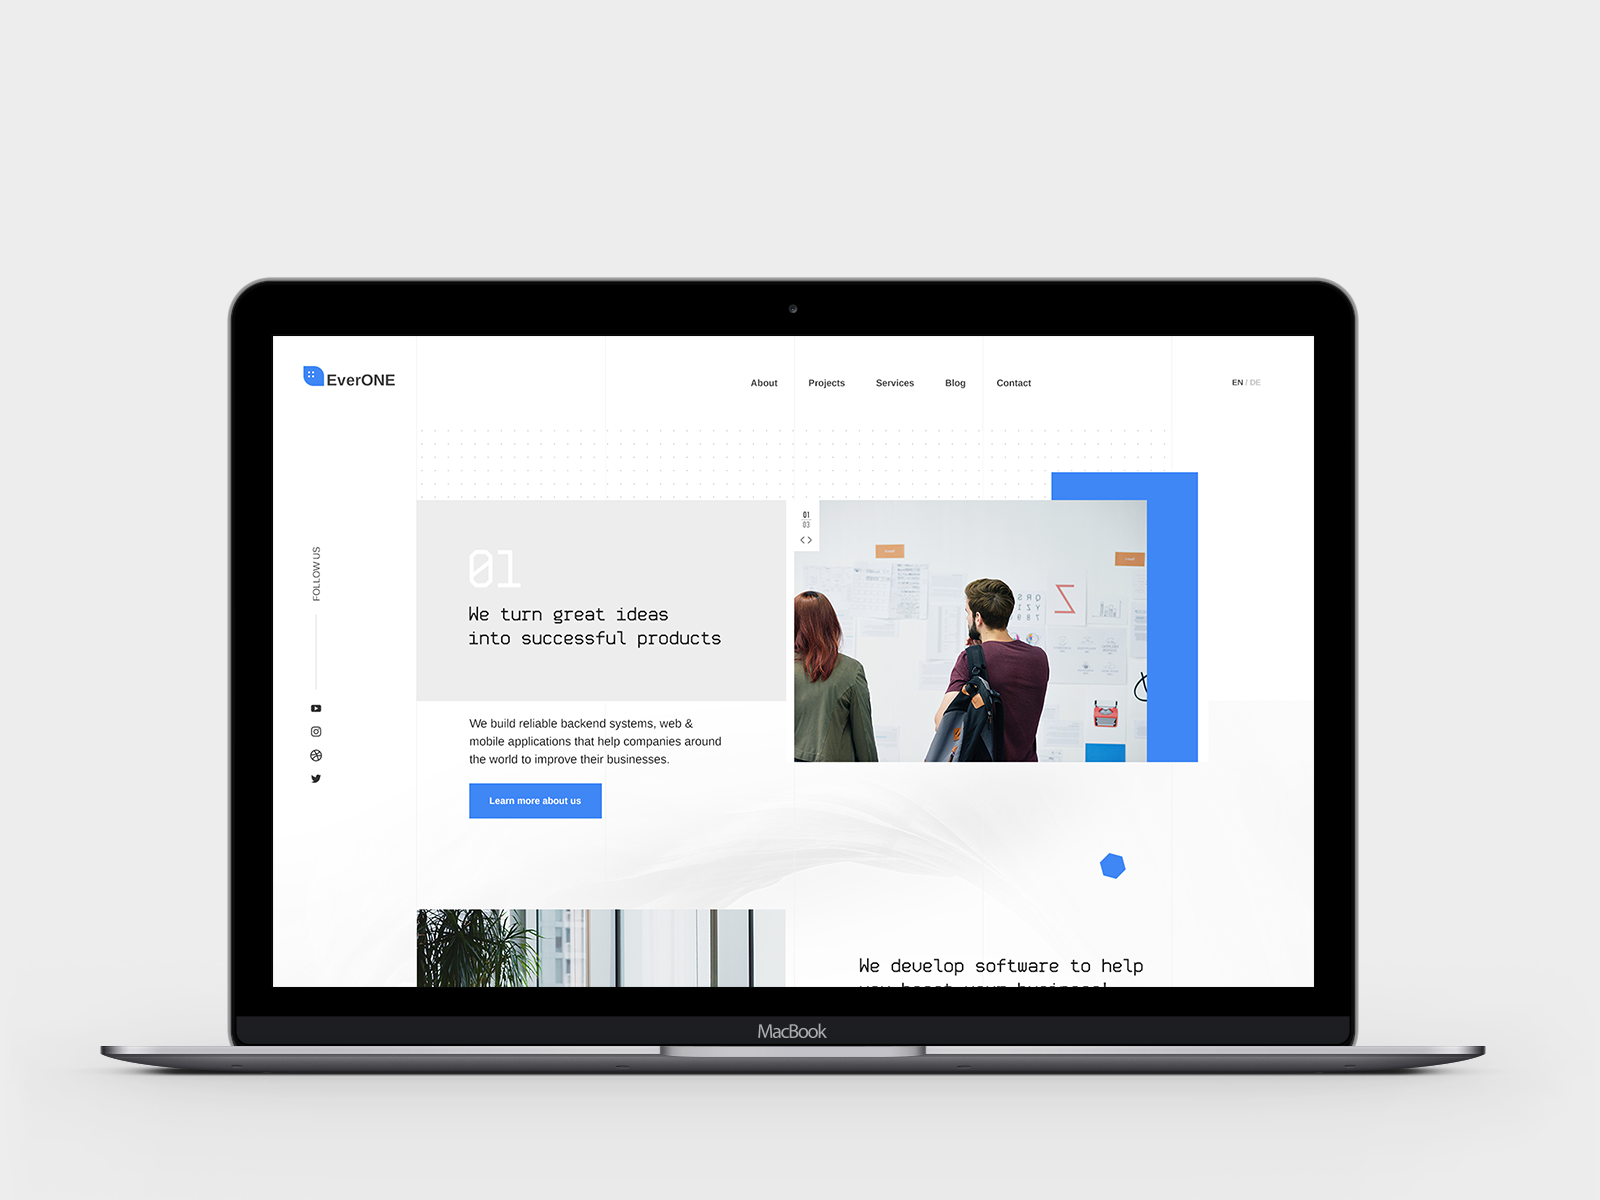 EverONE
About
Projects
Services
Blog
Contact
EN / DE
FOLLOW US
01
We turn great ideas
into successful products
01
03
We build reliable backend systems, web &
mobile applications that help companies around
the world to improve their businesses.
Learn more about us
We develop software to help
MacBook